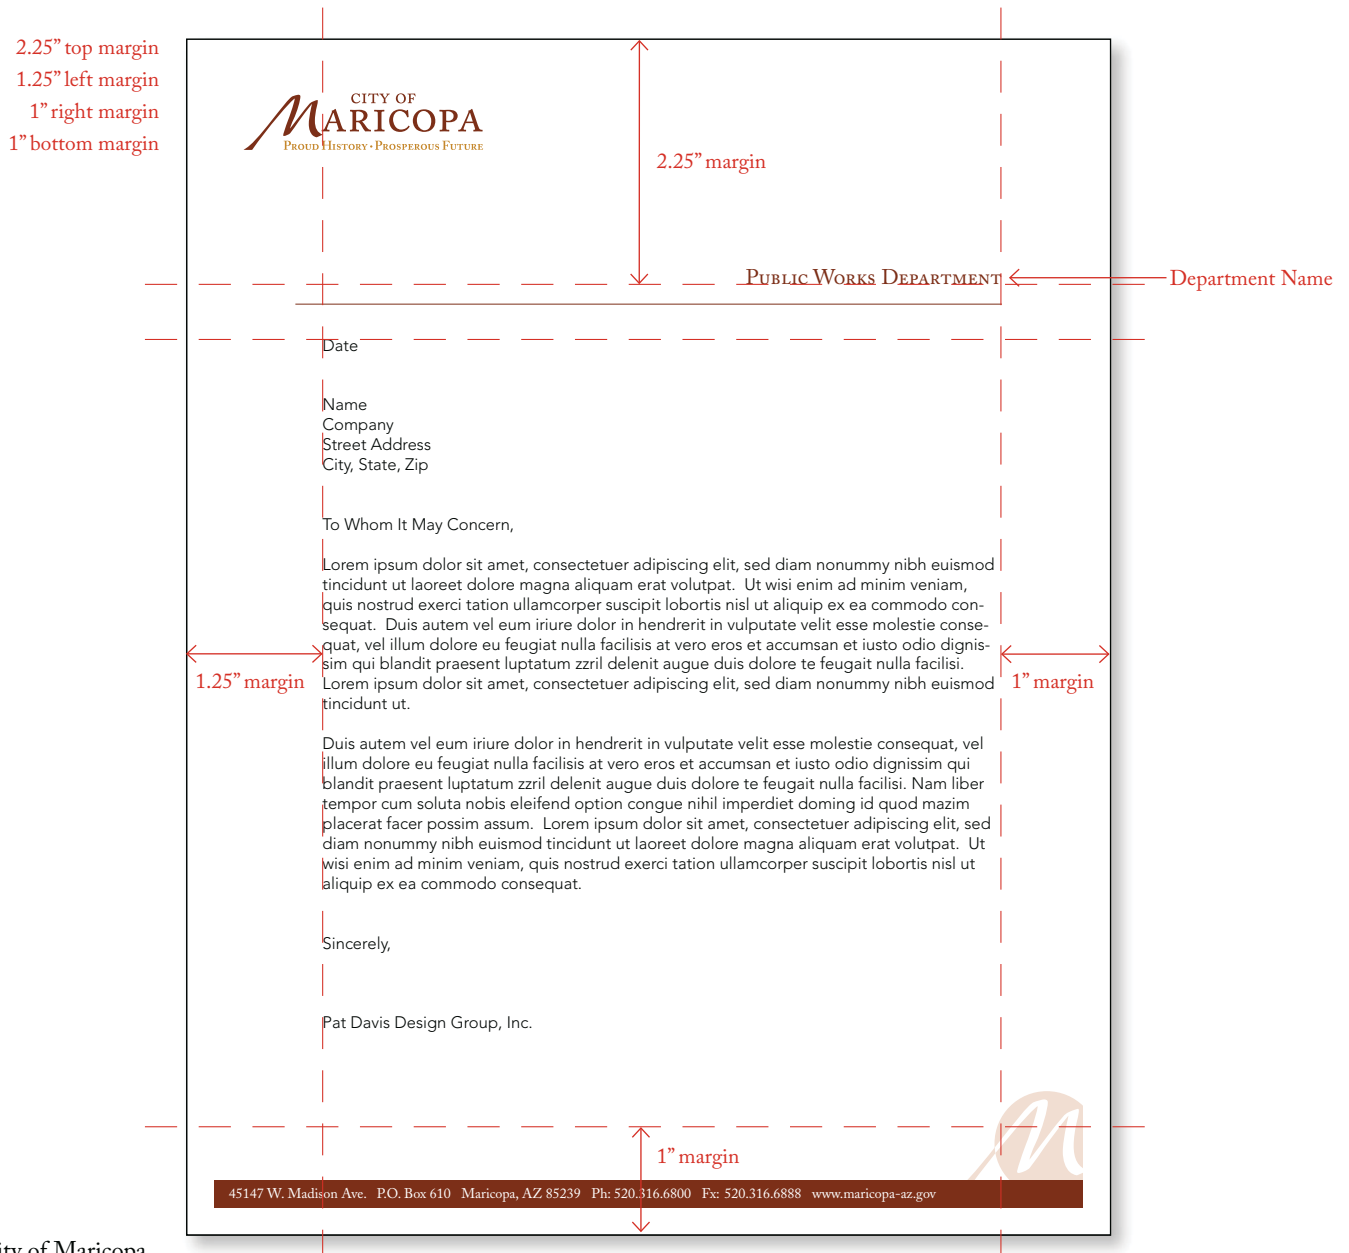 2.25” top margin
1.25” left margin
1” right margin
1” bottom margin
CITY OF
MARICOPA
PROUD HISTORY • PROSPEROUS FUTURE
2.25” margin
PUBLIC WORKS DEPARTMENT
Department Name
Date
Name
Company
Street Address
City, State, Zip
To Whom It May Concern,
Lorem ipsum dolor sit amet, consectetuer adipiscing elit, sed diam nonummy nibh euismod
tincidunt ut laoreet dolore magna aliquam erat volutpat.  Ut wisi enim ad minim veniam,
quis nostrud exerci tation ullamcorper suscipit lobortis nisl ut aliquip ex ea commodo con-
sequat.  Duis autem vel eum iriure dolor in hendrerit in vulputate velit esse molestie conse-
quat, vel illum dolore eu feugiat nulla facilisis at vero eros et accumsan et iusto odio dignis-
sim qui blandit praesent luptatum zzril delenit augue duis dolore te feugait nulla facilisi.
Lorem ipsum dolor sit amet, consectetuer adipiscing elit, sed diam nonummy nibh euismod
tincidunt ut.
1.25” margin
1” margin
Duis autem vel eum iriure dolor in hendrerit in vulputate velit esse molestie consequat, vel
illum dolore eu feugiat nulla facilisis at vero eros et accumsan et iusto odio dignissim qui
blandit praesent luptatum zzril delenit augue duis dolore te feugait nulla facilisi. Nam liber
tempor cum soluta nobis eleifend option congue nihil imperdiet doming id quod mazim
placerat facer possim assum.  Lorem ipsum dolor sit amet, consectetuer adipiscing elit, sed
diam nonummy nibh euismod tincidunt ut laoreet dolore magna aliquam erat volutpat.  Ut
wisi enim ad minim veniam, quis nostrud exerci tation ullamcorper suscipit lobortis nisl ut
aliquip ex ea commodo consequat.
Sincerely,
Pat Davis Design Group, Inc.
M
1” margin
45147 W. Madison Ave.   P.O. Box 610   Maricopa, AZ 85239   Ph: 520.316.6800   Fx: 520.316.6888   www.maricopa-az.gov
of Maricopa